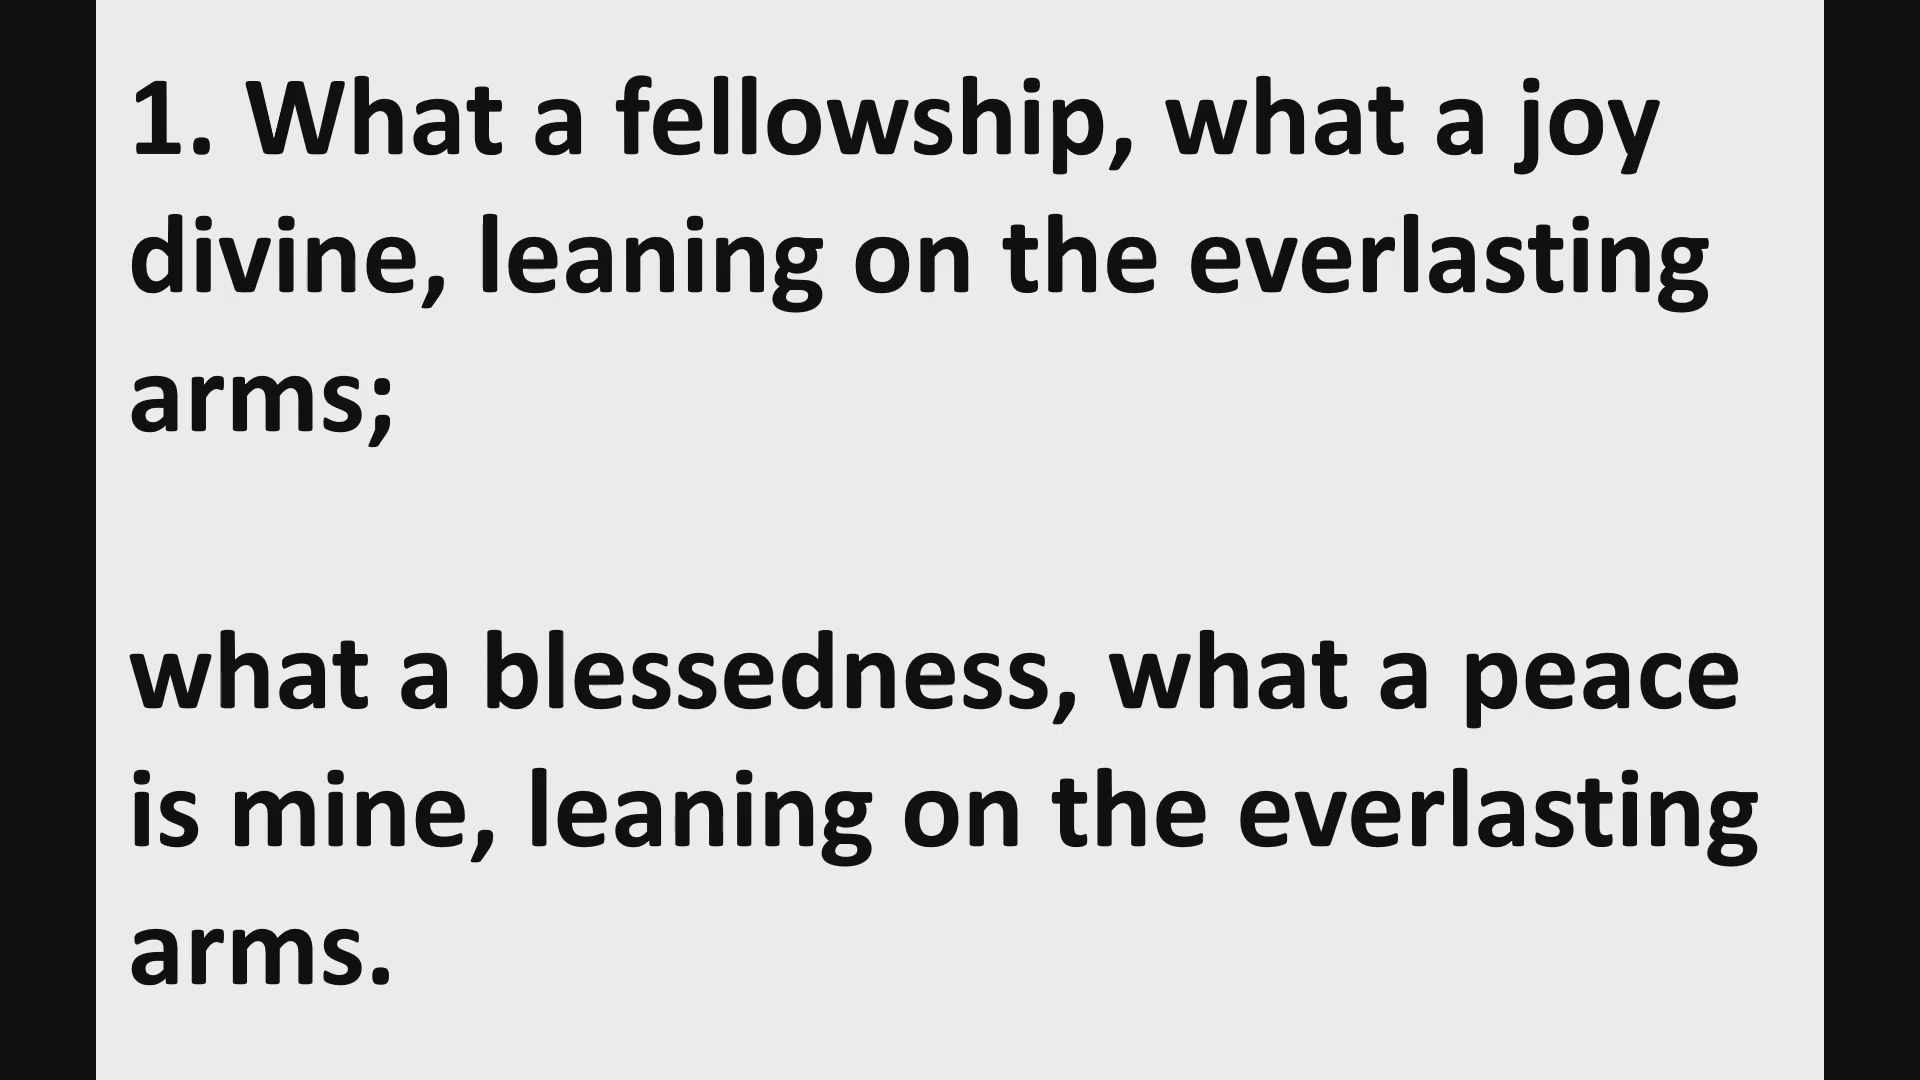 1. What a fellowship, what a joy
divine, leaning on the everlasting
arms;
what a blessedness, what a peace
is mine, leaning on the everlasting
arms.